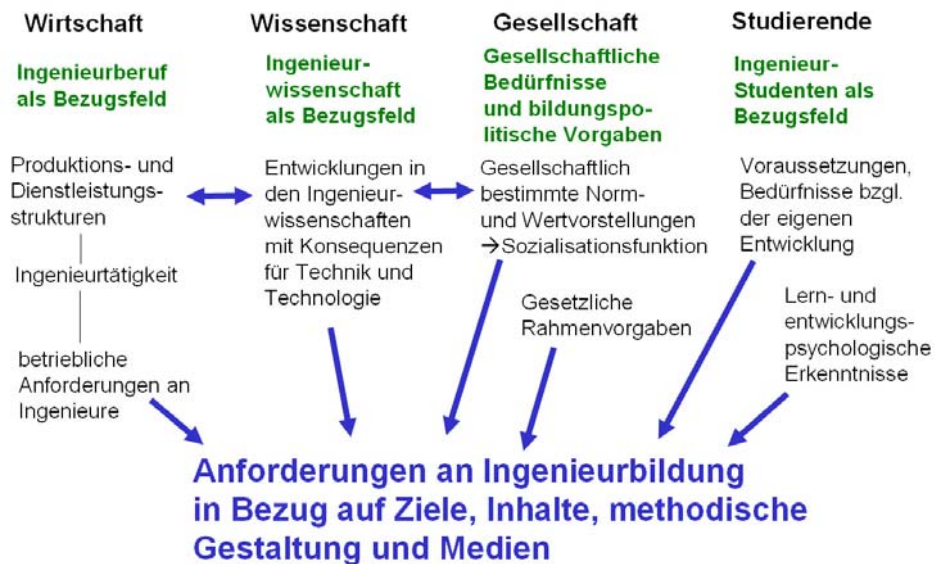 Wirtschaft
Ingenieurberuf
als Bezugsfeld
Produktions- und
Dienstleistungs-
strukturen
Ingenieurtätigkeit
betriebliche
Anforderungen an
Ingenieure
Wissenschaft
Ingenieur-
wissenschaft
als Bezugsfeld
Entwicklungen in
den Ingenieur-
wissenschaften
mit Konsequenzen
für Technik und
Technologie
Gesellschaft
Gesellschaftliche
Bedürfnisse
und bildungspo-
litische Vorgaben
Gesellschaftlich
bestimmte Norm-
und Wertvorstellungen
→Sozialisationsfunktion
Gesetzliche
Rahmenvorgaben
Studierende
Ingenieur-
Studenten als
Bezugsfeld
Voraussetzungen,
Bedürfnisse bzgl.
der eigenen
Entwicklung
Lern- und
entwicklungs-
psychologische
Erkenntnisse
Anforderungen an Ingenieurbildung
in Bezug auf Ziele, Inhalte, methodische
Gestaltung und Medien